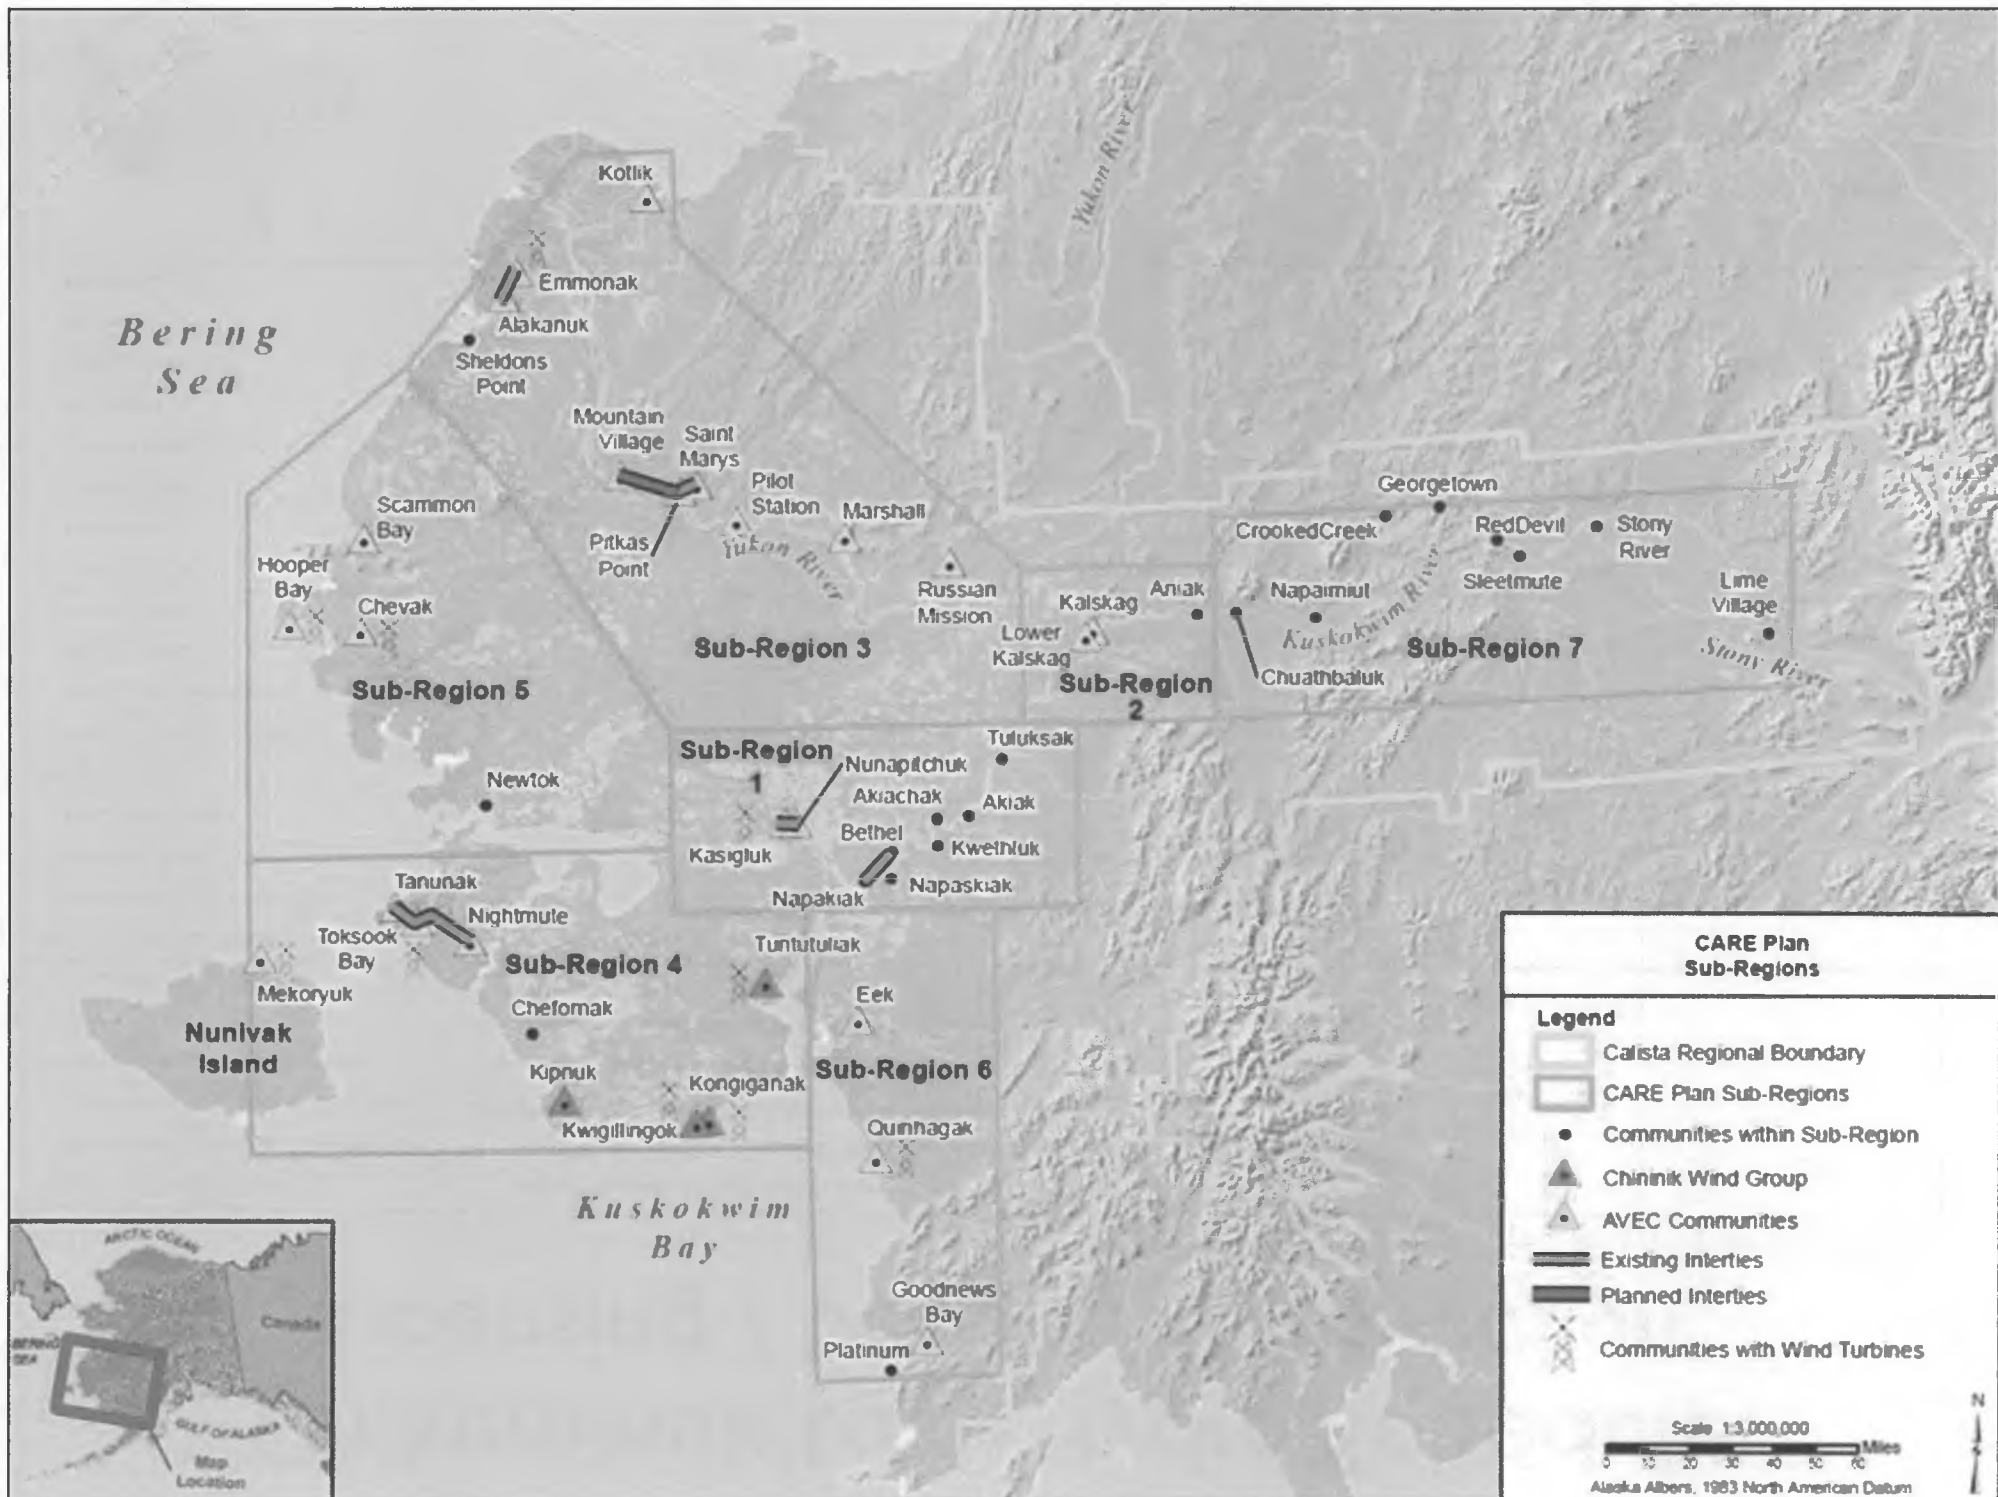 Kotlik
Yukon River
Emmonak
Alakanuk
Bering
Sea
Sheldons
Point
Mountain
Village
Saint
Marys
Pilot
Station
Marshall
Pitkas
Point
Yukon River
Russian
Mission
Sub-Region 3
Scammon
Bay
Hooper
Bay
Chevak
Sub-Region 5
Newtok
Georgetown
CrookedCreek
RedDevil
Stony
River
Sleetmute
Lime
Village
Stony River
Aniak
Kalskag
Lower
Kalskag
Napaimiut
Kuskokwim River
Sub-Region 7
Chuathbaluk
Sub-Region
2
Sub-Region
1
Tuluksak
Nunapitchuk
Akiachak
Akiak
Bethel
Kwethluk
Kasigluk
Napakiak
Napaskiak
Tanunak
Nightmute
Toksook
Bay
Sub-Region 4
Tuntutuliak
Mekoryuk
Nunivak
Island
Chefornak
Kipnuk
Kongiganak
Kwigillingok
Eek
Sub-Region 6
Quinhagak
Kuskokwim
Bay
Goodnews
Bay
Platinum
ARCTIC OCEAN
Canada
BERING
SEA
GULF OF ALASKA
Map
Location
CARE Plan
Sub-Regions
Legend
Calista Regional Boundary
CARE Plan Sub-Regions
Communities within Sub-Region
Chininik Wind Group
AVEC Communities
Existing Interties
Planned Interties
Communities with Wind Turbines
N
Scale 1:3,000,000
Miles
0 10 20 30 40 50 60
Alaska Albers, 1983 North American Datum